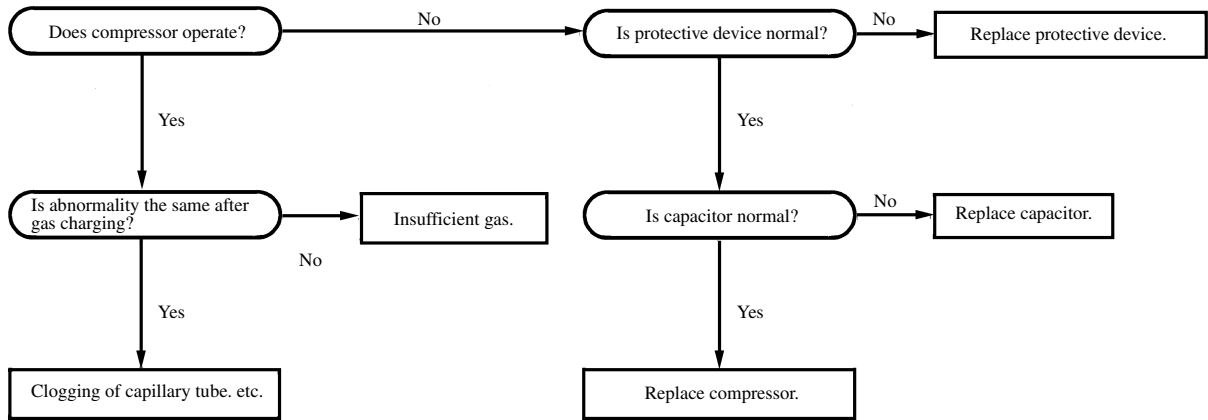 Does compressor operate?
No
Is protective device normal?
No
Replace protective device.
Yes
Yes
Is abnormality the same after
gas charging?
No
Insufficient gas.
Is capacitor normal?
No
Replace capacitor.
Yes
Yes
Clogging of capillary tube. etc.
Replace compressor.